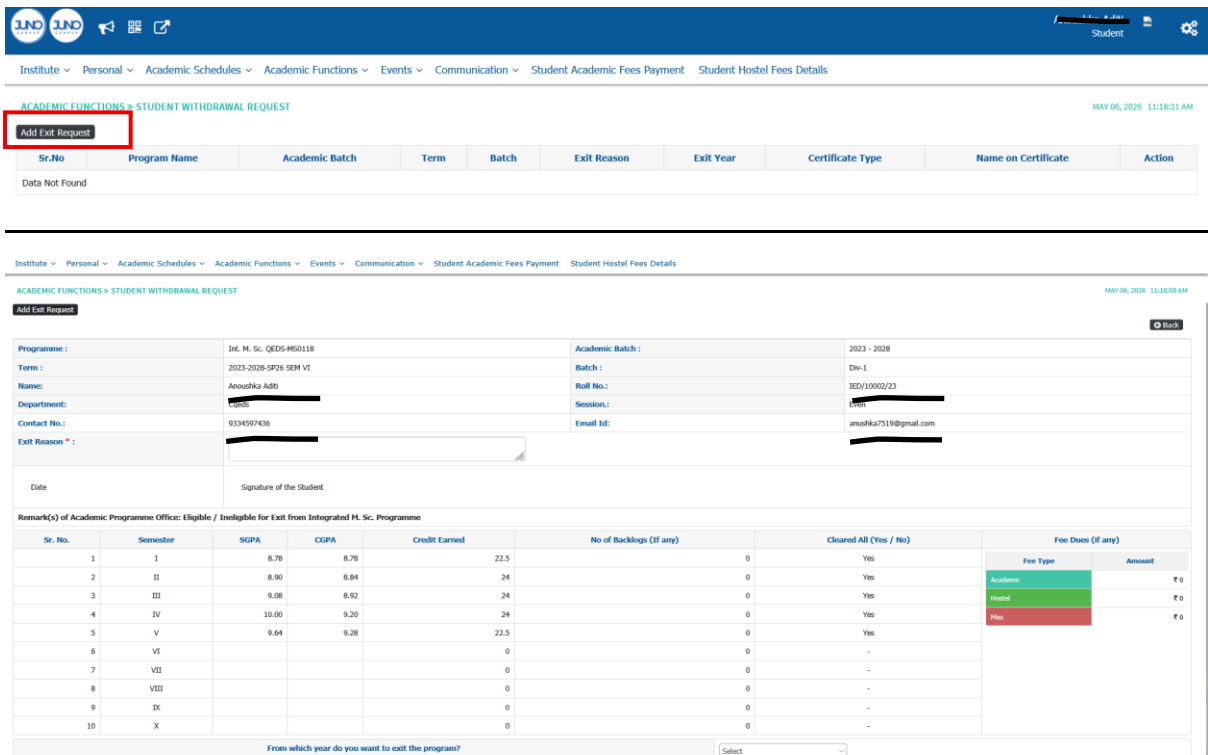 JUNO CAMPUS JUNO CAMPUS
Student
Institute Personal Academic Schedules Academic Functions Events Communication Student Academic Fees Payment Student Hostel Fees Details
ACADEMIC FUNCTIONS » STUDENT WITHDRAWAL REQUEST MAY 06, 2026 11:18:31 AM
Add Exit Request
Sr.No Program Name Academic Batch Term Batch Exit Reason Exit Year Certificate Type Name on Certificate Action
Data Not Found
Institute Personal Academic Schedules Academic Functions Events Communication Student Academic Fees Payment Student Hostel Fees Details
ACADEMIC FUNCTIONS » STUDENT WITHDRAWAL REQUEST MAY 06, 2026 11:18:58 AM
Add Exit Request
Back
Programme : Int. M. Sc. QEDS-MS0118 Academic Batch : 2023 - 2028
Term : 2023-2028-SP26 SEM VI Batch : Div-1
Name: Anoushka Aditi Roll No.: IED/10002/23
Department: Cqeds Session.: Even
Contact No.: 9334597436 Email Id: anushka7519@gmail.com
Exit Reason * :
Date Signature of the Student
Remark(s) of Academic Programme Office: Eligible / Ineligible for Exit from Integrated M. Sc. Programme
Sr. No. Semester SGPA CGPA Credit Earned No of Backlogs (If any) Cleared All (Yes / No) Fee Dues (if any)
Fee Type Amount
1 I 8.78 8.78 22.5 0 Yes
2 II 8.90 8.84 24 0 Yes Academic ₹ 0
3 III 9.08 8.92 24 0 Yes Hostel ₹ 0
4 IV 10.00 9.20 24 0 Yes Misc ₹ 0
5 V 9.64 9.28 22.5 0 Yes
6 VI 0 0 -
7 VII 0 0 -
8 VIII 0 0 -
9 IX 0 0 -
10 X 0 0 -
From which year do you want to exit the program? Select